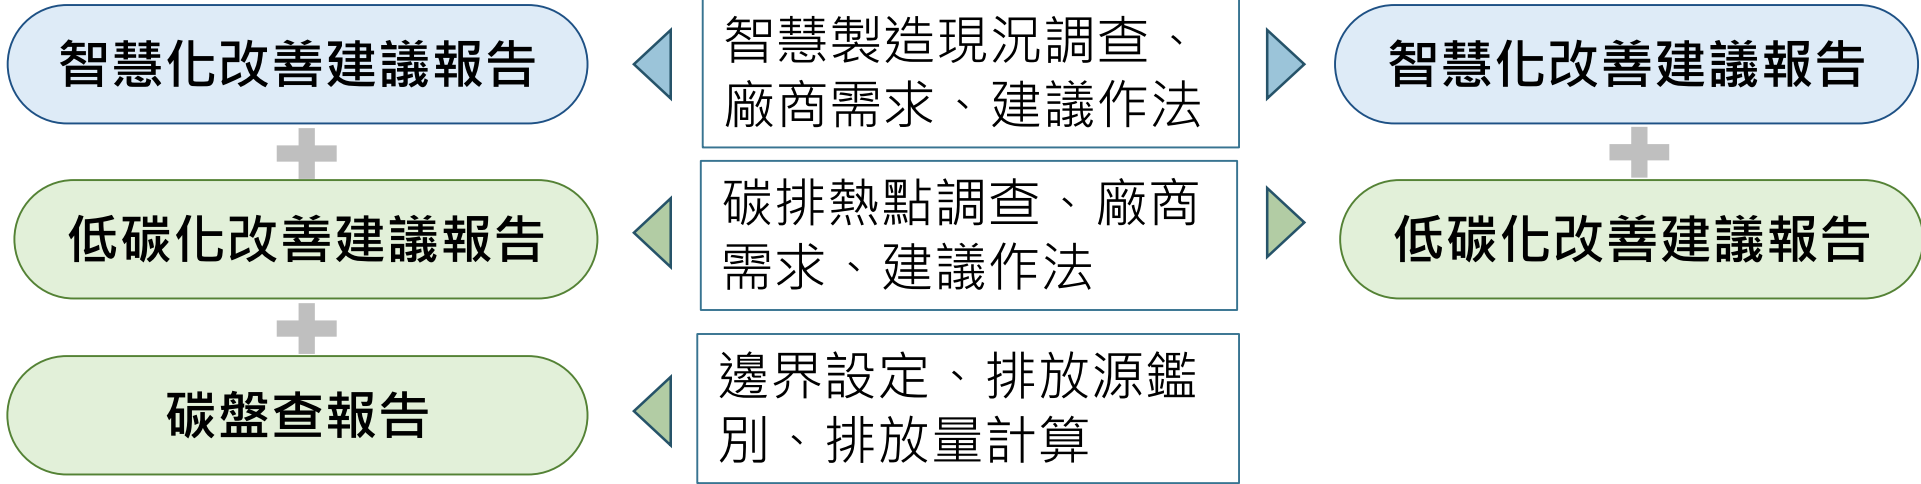 智慧化改善建議報告
智慧製造現況調查、
廠商需求、建議作法
智慧化改善建議報告
低碳化改善建議報告
碳排熱點調查、廠商
需求、建議作法
低碳化改善建議報告
碳盤查報告
邊界設定、排放源鑑
別、排放量計算